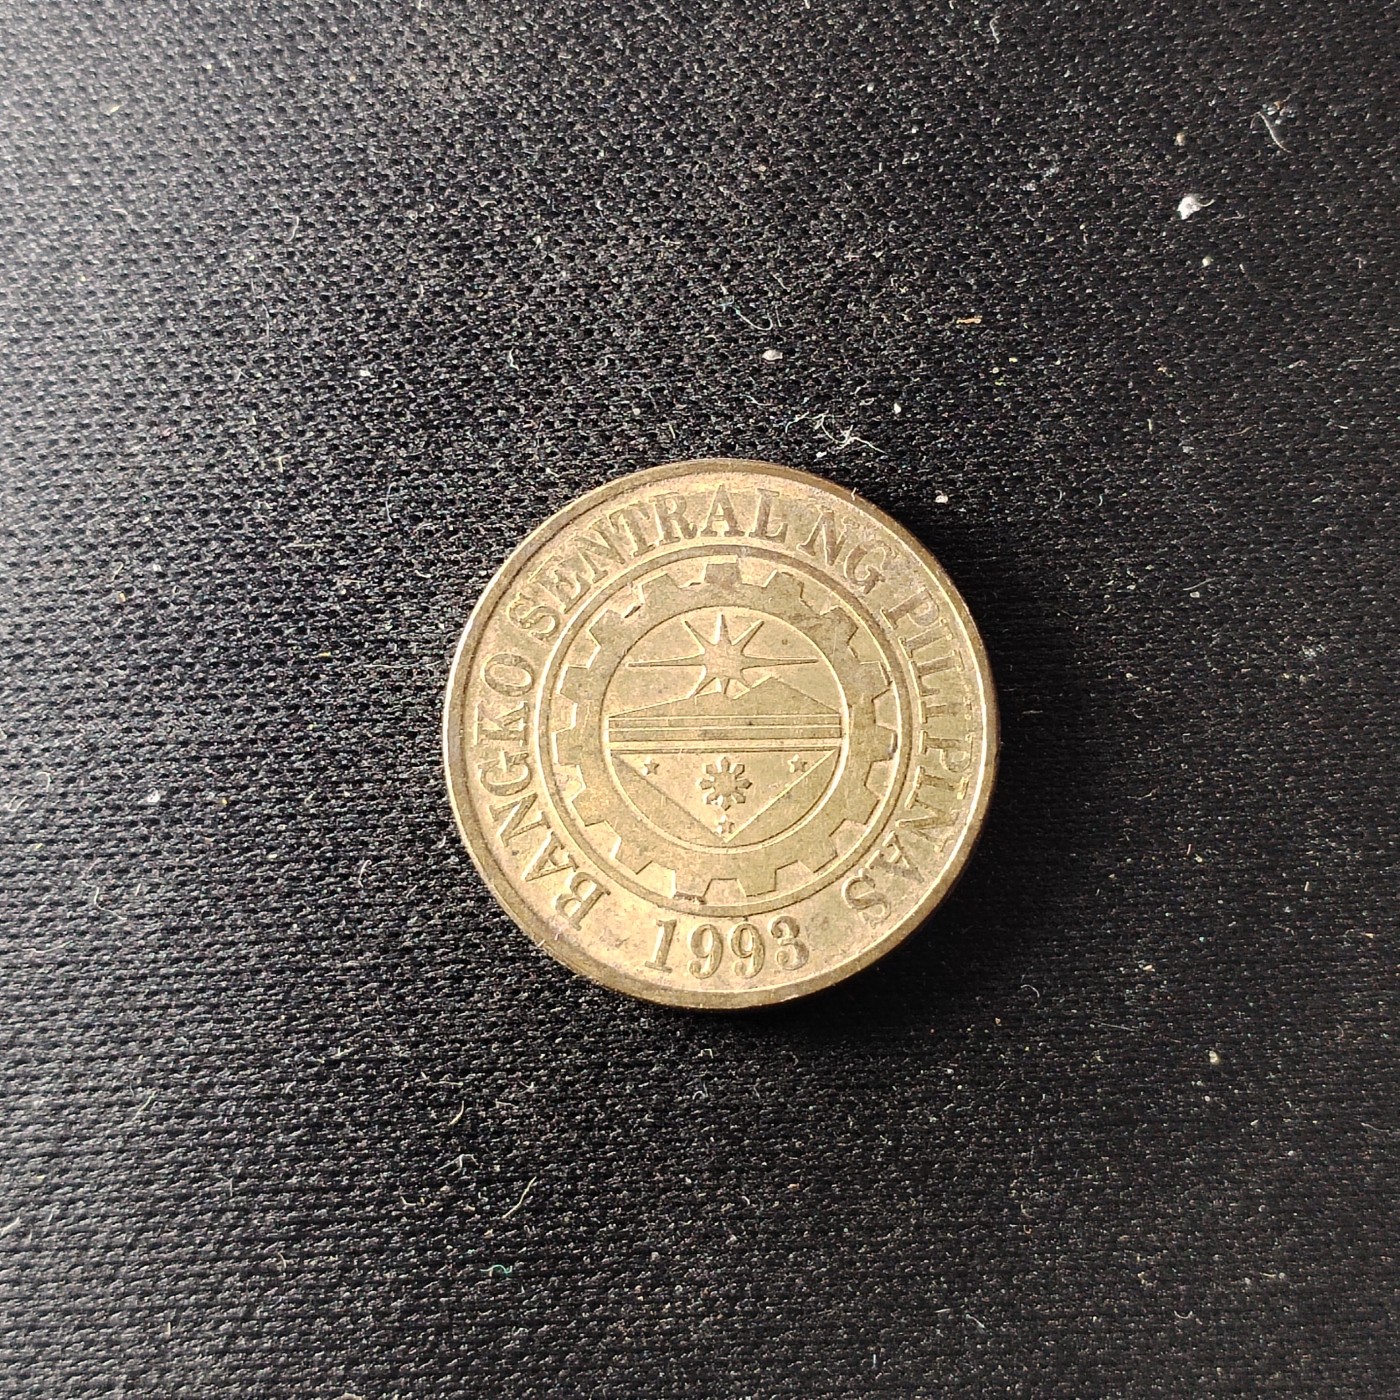 BANGKO SENTRAL NG PILIPINAS
1993